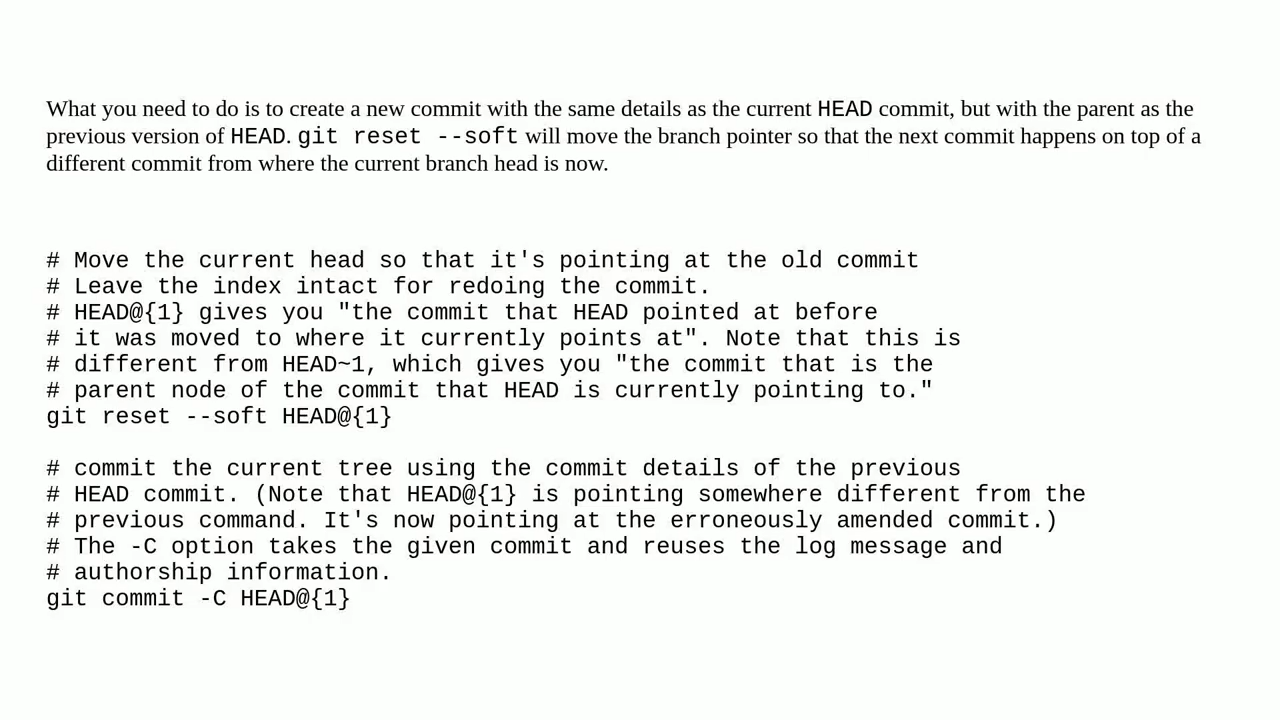 What you need to do is to create a new commit with the same details as the current HEAD commit, but with the parent as the
previous version of HEAD. git reset --soft will move the branch pointer so that the next commit happens on top of a
different commit from where the current branch head is now.
# Move the current head so that it's pointing at the old commit
# Leave the index intact for redoing the commit.
# HEAD@{1} gives you "the commit that HEAD pointed at before
# it was moved to where it currently points at". Note that this is
# different from HEAD~1, which gives you "the commit that is the
# parent node of the commit that HEAD is currently pointing to."
git reset --soft HEAD@{1}
# commit the current tree using the commit details of the previous
# HEAD commit. (Note that HEAD@{1} is pointing somewhere different from the
# previous command. It's now pointing at the erroneously amended commit.)
# The -C option takes the given commit and reuses the log message and
# authorship information.
git commit -C HEAD@{1}